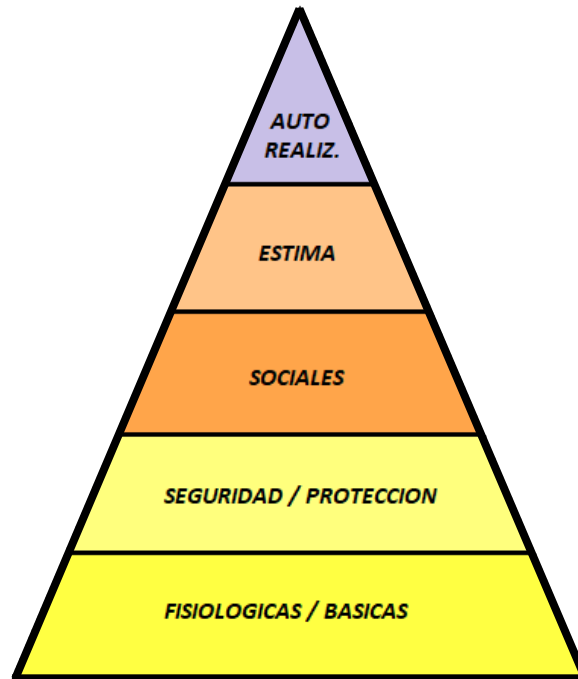 AUTO
REALIZ.
ESTIMA
SOCIALES
SEGURIDAD / PROTECCION
FISIOLOGICAS / BASICAS